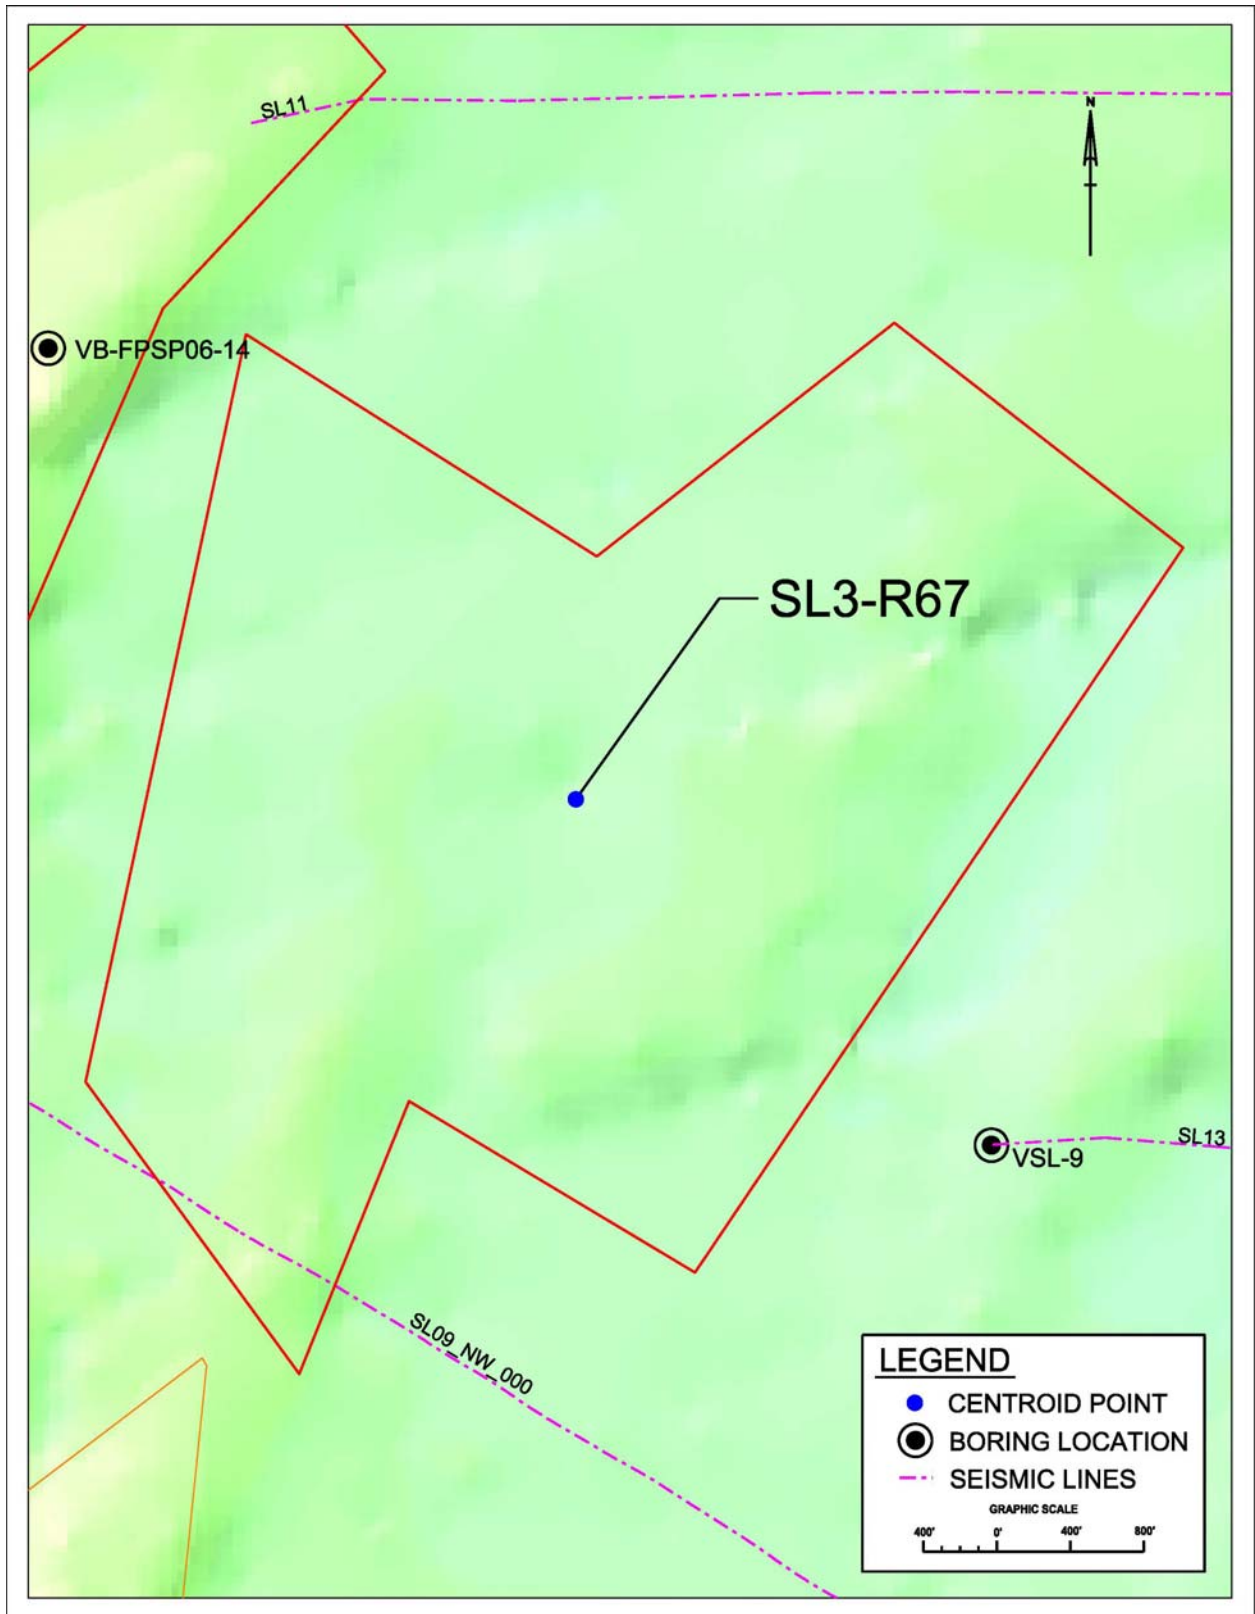 SL11
N
VB-FPSP06-14
SL3-R67
SL13
VSL-9
SL09_NW_000
LEGEND
CENTROID POINT
BORING LOCATION
SEISMIC LINES
GRAPHIC SCALE
400' 0' 400' 800'